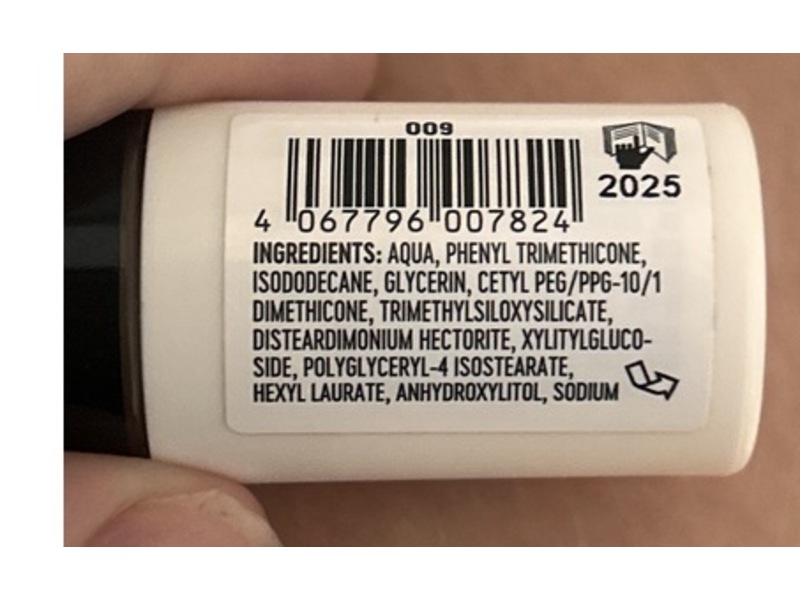 009
2025
4 067796 007824
INGREDIENTS: AQUA, PHENYL TRIMETHICONE,
ISODODECANE, GLYCERIN, CETYL PEG/PPG-10/1
DIMETHICONE, TRIMETHYLSILOXYSILICATE,
DISTEARDIMONIUM HECTORITE, XYLITYLGLUCO-
SIDE, POLYGLYCERYL-4 ISOSTEARATE,
HEXYL LAURATE, ANHYDROXYLITOL, SODIUM